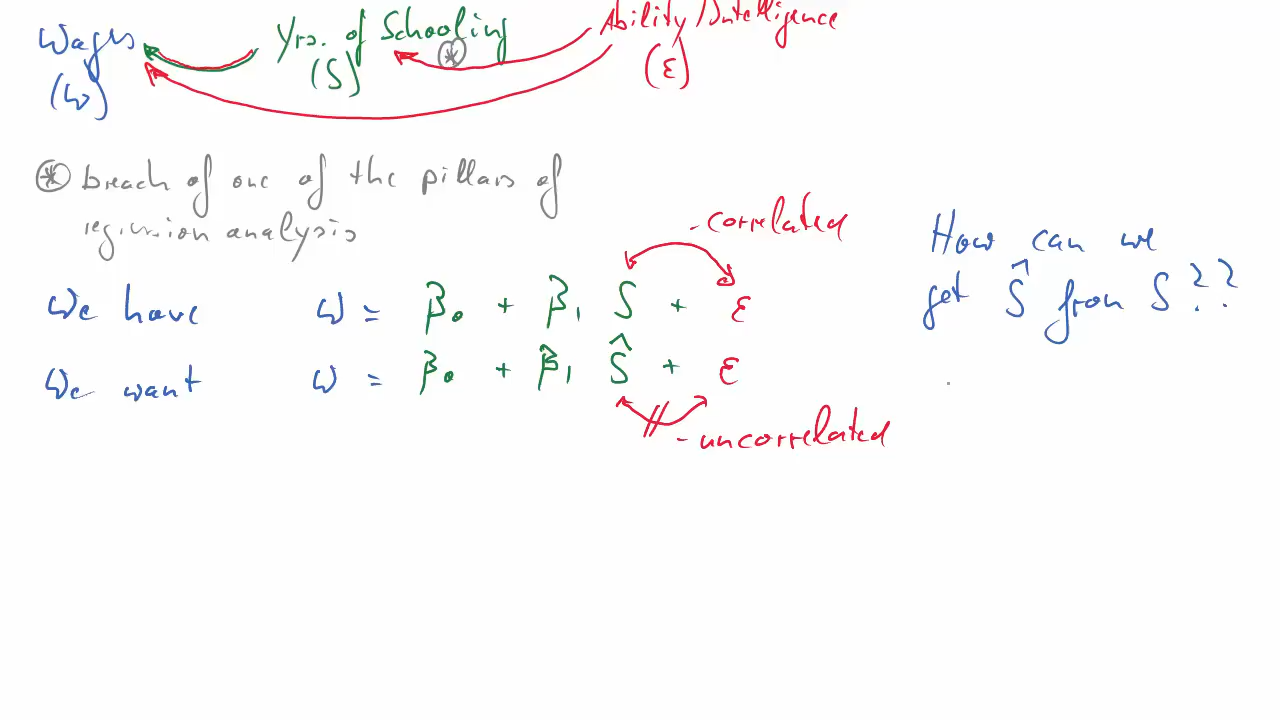 Wages Yrs. of Schooling Ability/Intelligence
(W) (S) (ε)
* breach of one of the pillars of
regression analysis
-correlated
How can we
get Ŝ from S??
We have W = β₀ + β₁ S + ε
We want W = β₀ + β̂₁ Ŝ + ε
-uncorrelated